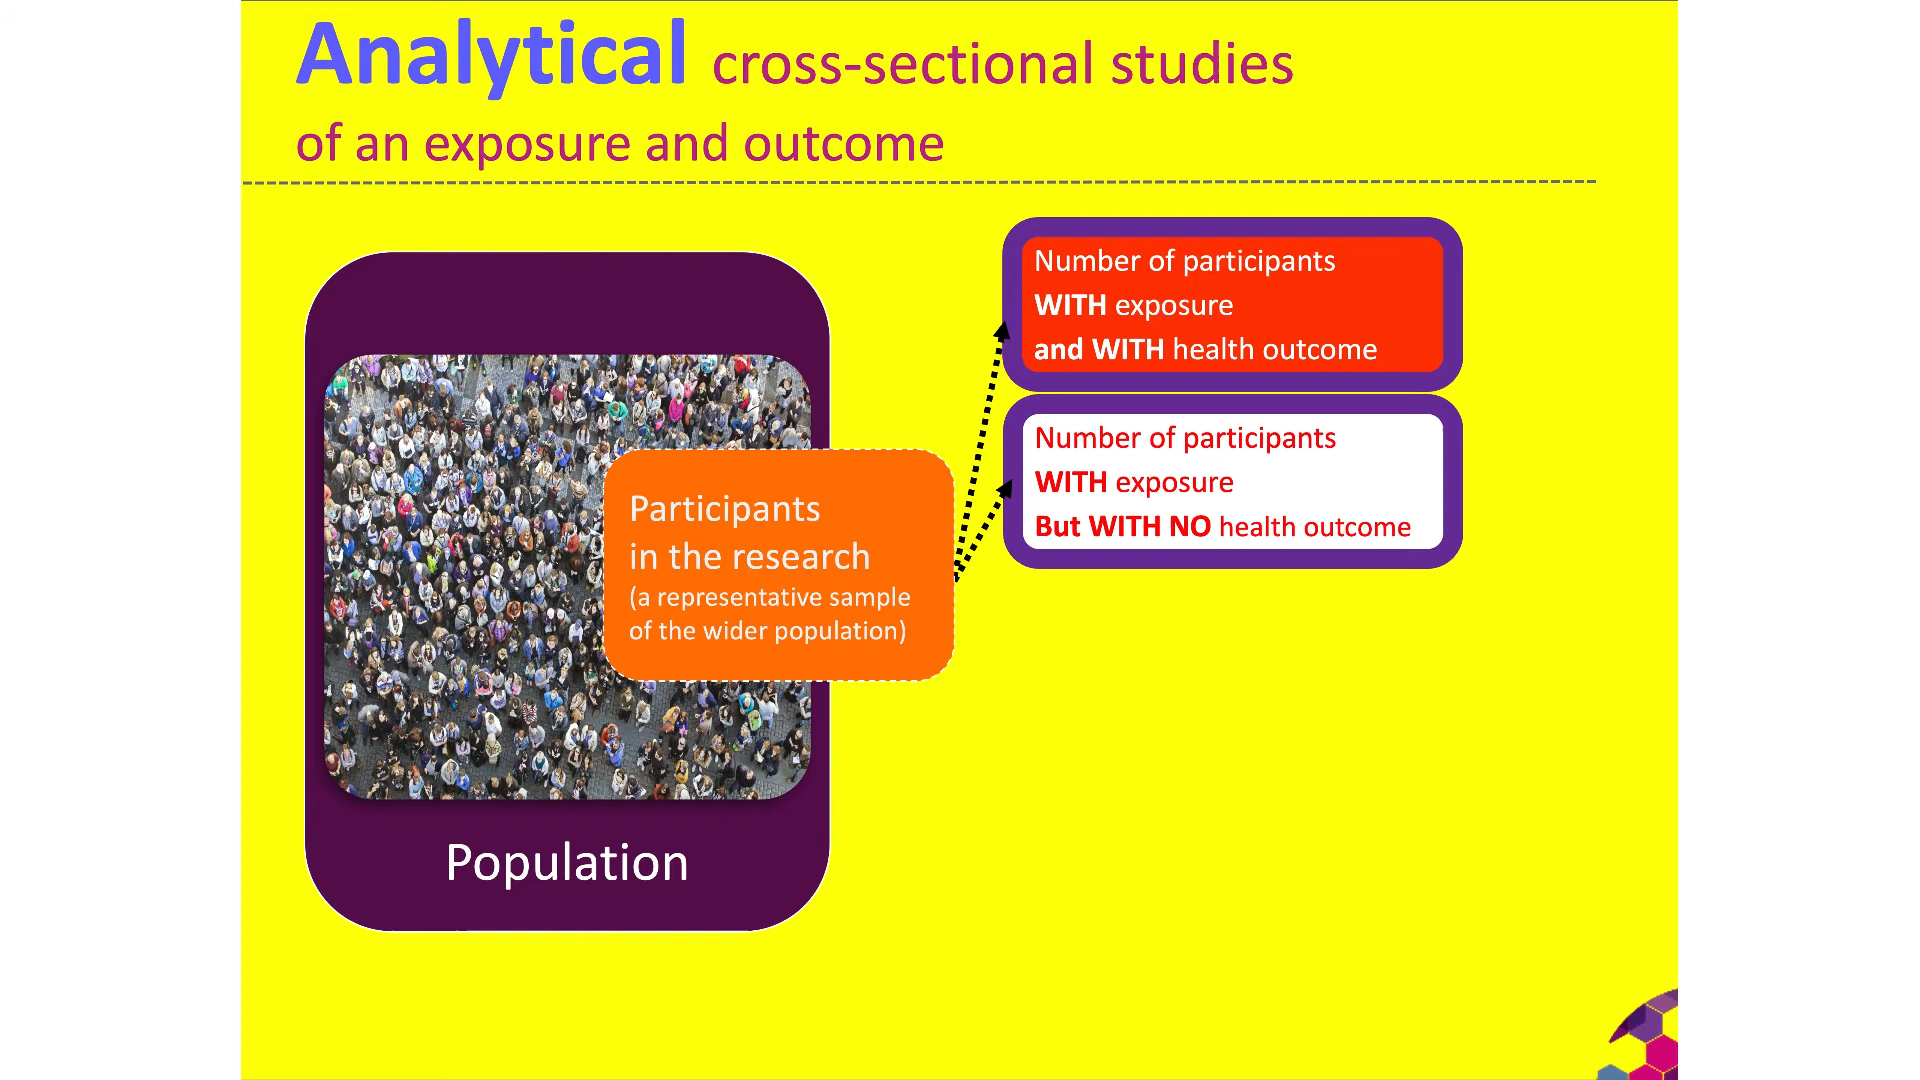 Analytical cross-sectional studies
of an exposure and outcome
Number of participants
WITH exposure
and WITH health outcome
Number of participants
WITH exposure
But WITH NO health outcome
Participants
in the research
(a representative sample
of the wider population)
Population